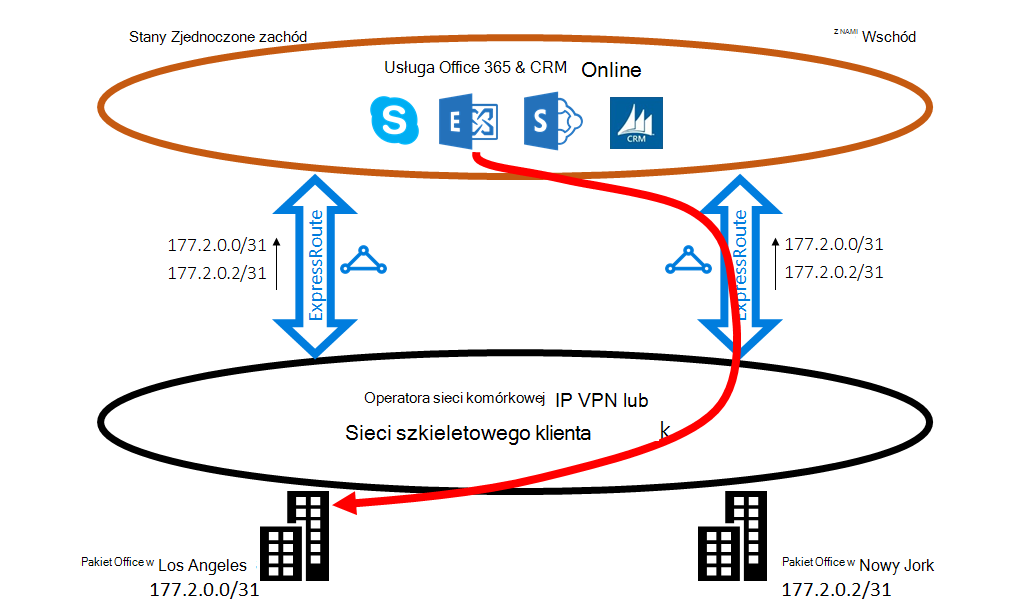 Stany Zjednoczone zachód
Z NAMI Wschód
Usługa Office 365 & CRM Online
S
E
S
CRM
177.2.0.0/31
177.2.0.2/31
ExpressRoute
ExpressRoute
177.2.0.0/31
177.2.0.2/31
Operatora sieci komórkowej IP VPN lub
Sieci szkieletowego klienta k
Pakiet Office w Los Angeles
177.2.0.0/31
Pakiet Office w Nowy Jork
177.2.0.2/31